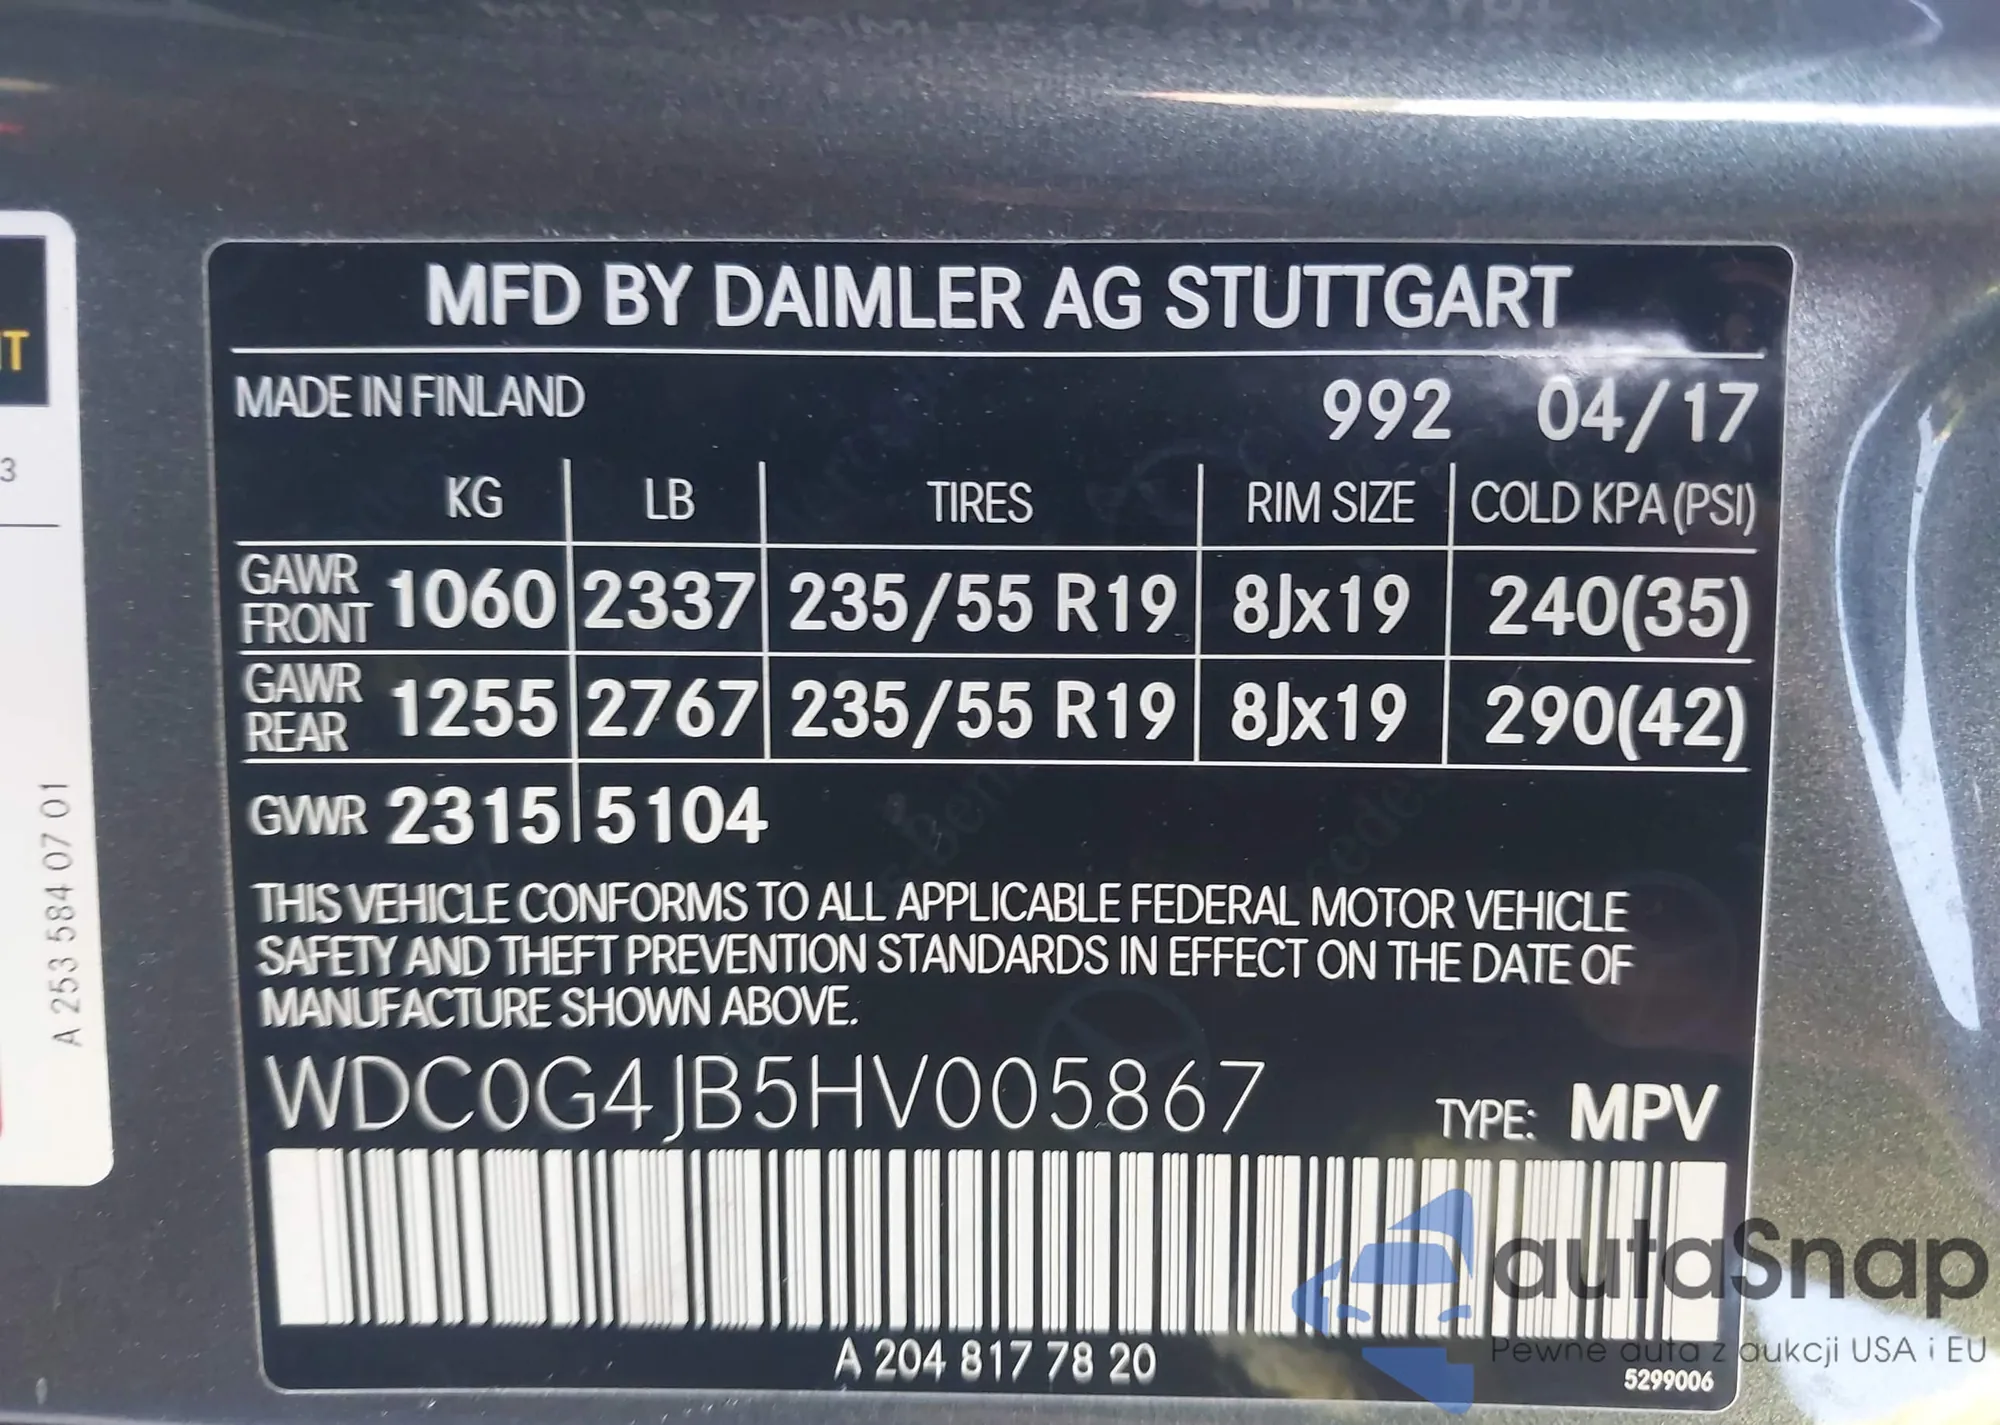 MFD BY DAIMLER AG STUTTGART
MADE IN FINLAND 992 04/17
KG LB TIRES RIM SIZE COLD KPA (PSI)
GAWR FRONT 1060 2337 235/55 R19 8Jx19 240(35)
GAWR REAR 1255 2767 235/55 R19 8Jx19 290(42)
GVWR 2315 5104
THIS VEHICLE CONFORMS TO ALL APPLICABLE FEDERAL MOTOR VEHICLE
SAFETY AND THEFT PREVENTION STANDARDS IN EFFECT ON THE DATE OF
MANUFACTURE SHOWN ABOVE.
WDC0G4JB5HV005867 TYPE: MPV
A 204 817 78 20
5299006
A 253 584 07 01
3
autaSnap
Pewne auta z aukcji USA i EU